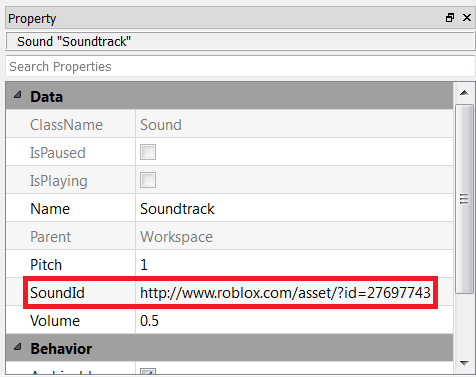 Property
Sound "Soundtrack"
Search Properties
Data
ClassName Sound
IsPaused
IsPlaying
Name Soundtrack
Parent Workspace
Pitch 1
SoundId http://www.roblox.com/asset/?id=27697743
Volume 0.5
Behavior